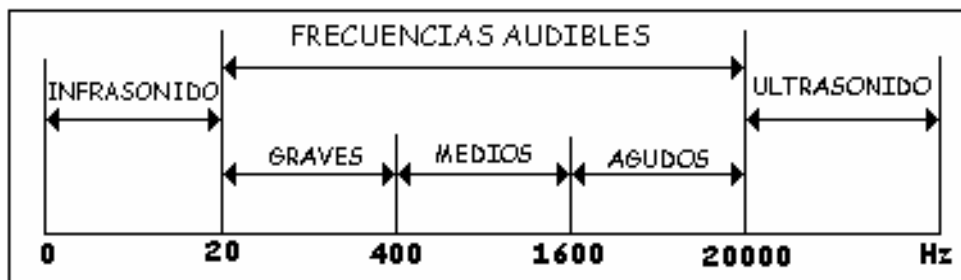 FRECUENCIAS AUDIBLES
INFRASONIDO
ULTRASONIDO
GRAVES MEDIOS AGUDOS
0 20 400 1600 20000 Hz